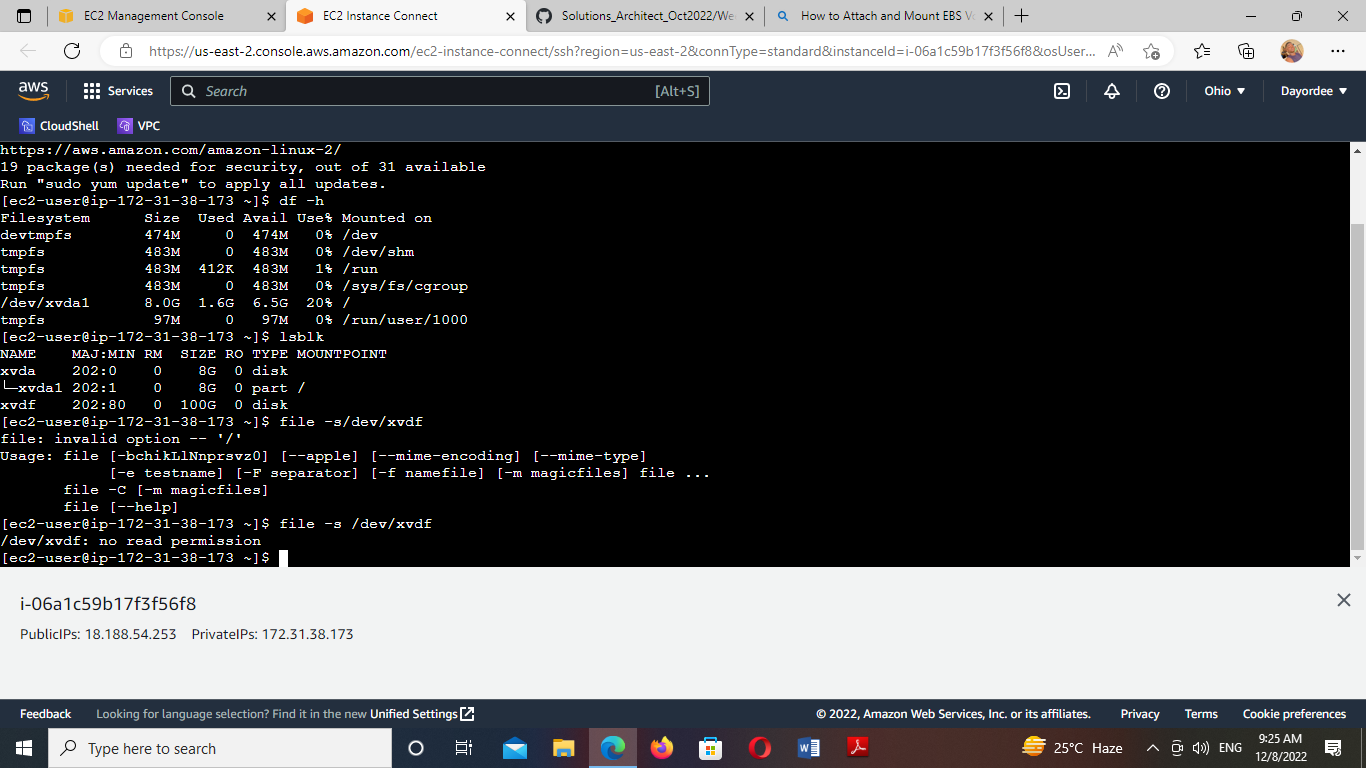 EC2 Management Console
EC2 Instance Connect
Solutions_Architect_Oct2022/We
How to Attach and Mount EBS V
https://us-east-2.console.aws.amazon.com/ec2-instance-connect/ssh?region=us-east-2&connType=standard&instanceId=i-06a1c59b17f3f56f8&osUser...
aws
Services
Search
[Alt+S]
Ohio
Dayordee
CloudShell
VPC
https://aws.amazon.com/amazon-linux-2/
19 package(s) needed for security, out of 31 available
Run "sudo yum update" to apply all updates.
[ec2-user@ip-172-31-38-173 ~]$ df -h
Filesystem      Size  Used Avail Use% Mounted on
devtmpfs        474M     0  474M   0% /dev
tmpfs           483M     0  483M   0% /dev/shm
tmpfs           483M  412K  483M   1% /run
tmpfs           483M     0  483M   0% /sys/fs/cgroup
/dev/xvda1      8.0G  1.6G  6.5G  20% /
tmpfs            97M     0   97M   0% /run/user/1000
[ec2-user@ip-172-31-38-173 ~]$ lsblk
NAME    MAJ:MIN RM  SIZE RO TYPE MOUNTPOINT
xvda    202:0    0    8G  0 disk
└─xvda1 202:1    0    8G  0 part /
xvdf    202:80   0  100G  0 disk
[ec2-user@ip-172-31-38-173 ~]$ file -s/dev/xvdf
file: invalid option -- '/'
Usage: file [-bchikLlNnprsvz0] [--apple] [--mime-encoding] [--mime-type]
            [-e testname] [-F separator] [-f namefile] [-m magicfiles] file ...
       file -C [-m magicfiles]
       file [--help]
[ec2-user@ip-172-31-38-173 ~]$ file -s /dev/xvdf
/dev/xvdf: no read permission
[ec2-user@ip-172-31-38-173 ~]$
i-06a1c59b17f3f56f8
PublicIPs: 18.188.54.253    PrivateIPs: 172.31.38.173
Feedback
Looking for language selection? Find it in the new Unified Settings
© 2022, Amazon Web Services, Inc. or its affiliates.
Privacy
Terms
Cookie preferences
Type here to search
25°C Haze
ENG
9:25 AM
12/8/2022